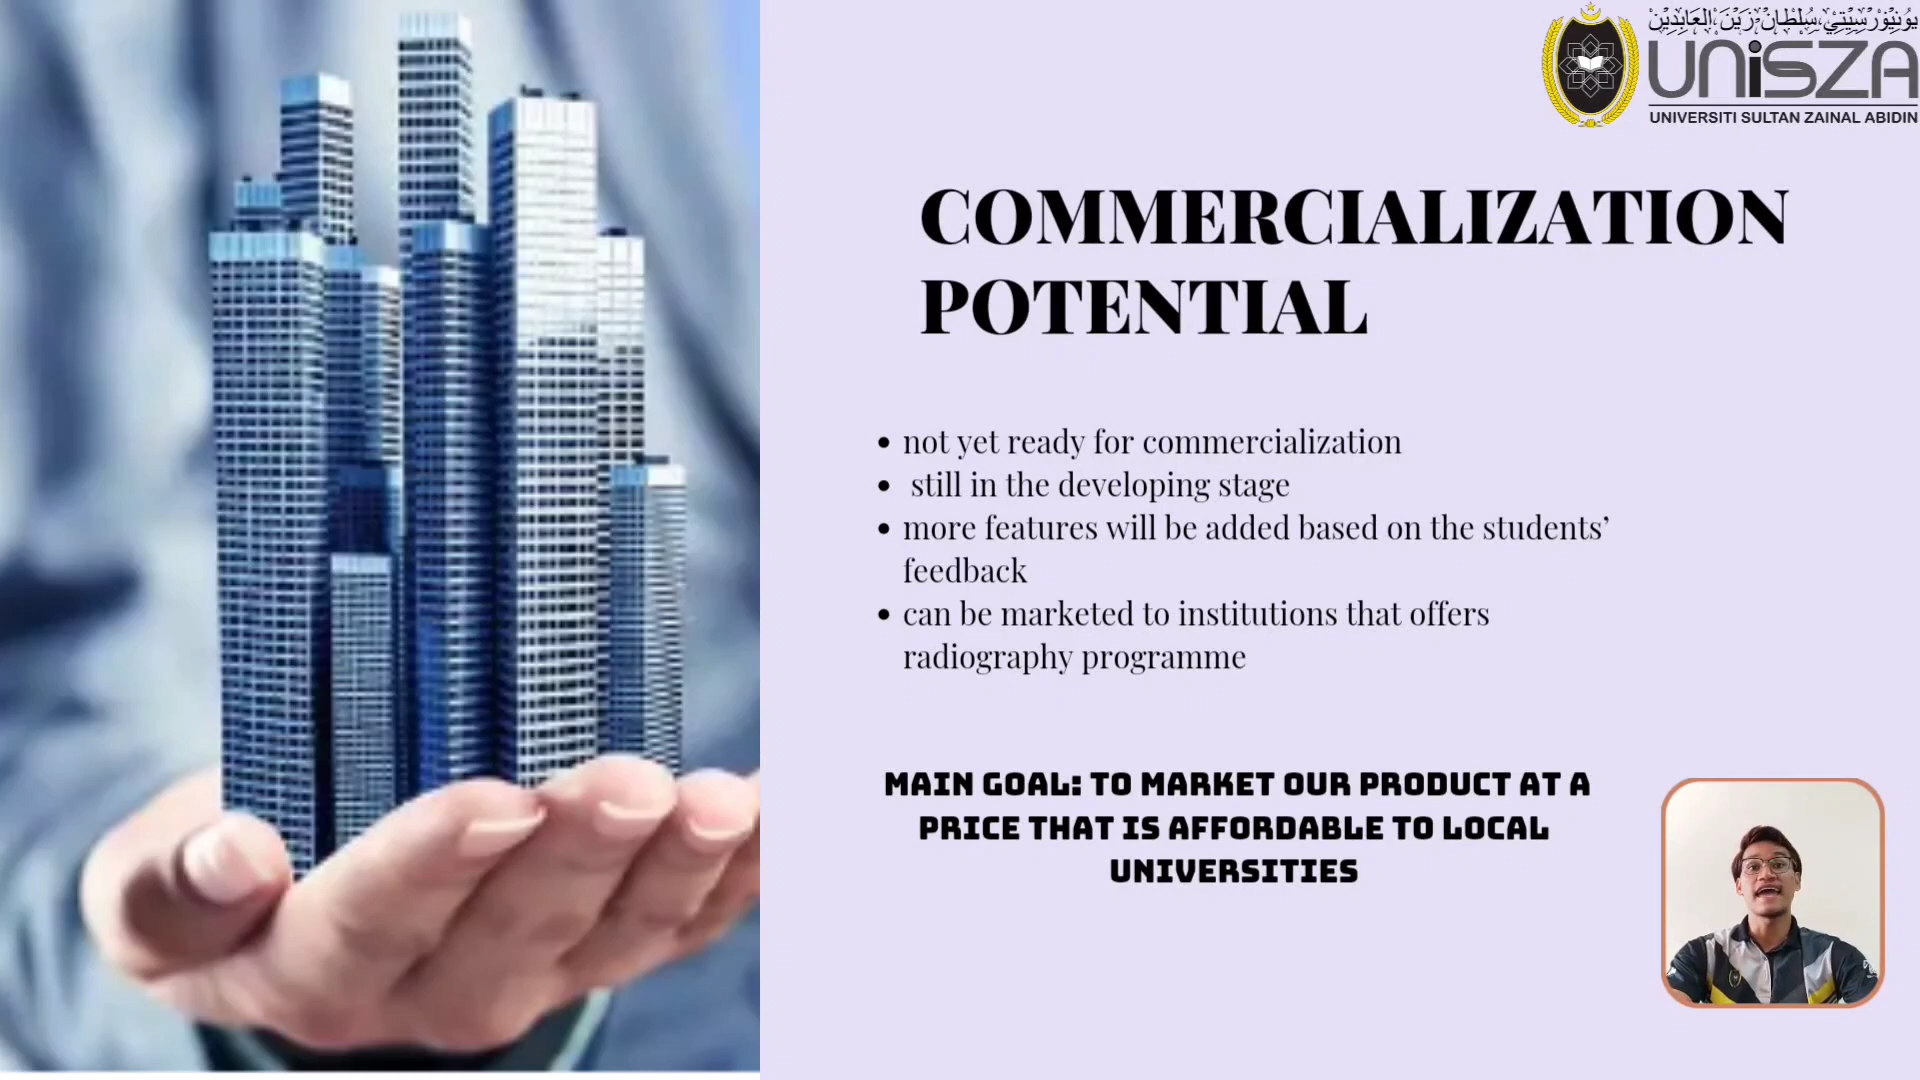 يونيۏرسيتي سلطان زين العابدين
UNiSZA
UNIVERSITI SULTAN ZAINAL ABIDIN
COMMERCIALIZATION
POTENTIAL
• not yet ready for commercialization
• still in the developing stage
• more features will be added based on the students’
feedback
• can be marketed to institutions that offers
radiography programme
MAIN GOAL: TO MARKET OUR PRODUCT AT A
PRICE THAT IS AFFORDABLE TO LOCAL
UNIVERSITIES